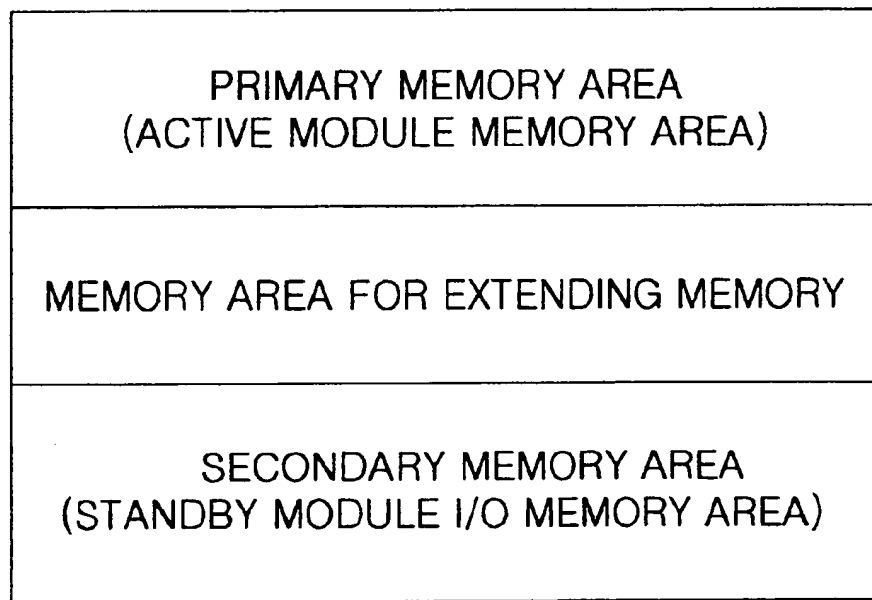 PRIMARY MEMORY AREA
(ACTIVE MODULE MEMORY AREA)
MEMORY AREA FOR EXTENDING MEMORY
SECONDARY MEMORY AREA
(STANDBY MODULE I/O MEMORY AREA)